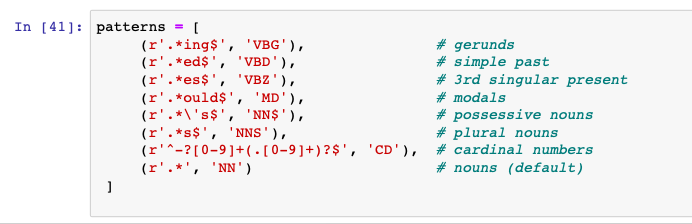 In [41]: patterns = [
(r'.*ing$', 'VBG'), # gerunds
(r'.*ed$', 'VBD'), # simple past
(r'.*es$', 'VBZ'), # 3rd singular present
(r'.*ould$', 'MD'), # modals
(r'.*\'s$', 'NN$'), # possessive nouns
(r'.*s$', 'NNS'), # plural nouns
(r'^-?[0-9]+(.[0-9]+)?$', 'CD'), # cardinal numbers
(r'.*', 'NN') # nouns (default)
]